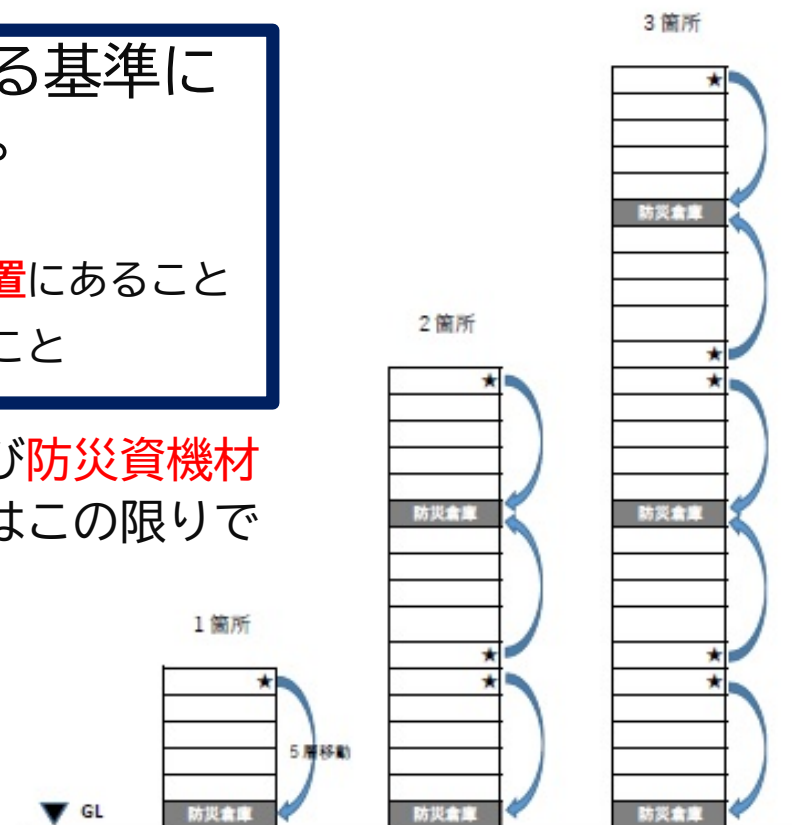 る基準に
。
置にあること
こと
び防災資機材
はこの限りで
3箇所
★
防災倉庫
★
★
防災倉庫
★
★
防災倉庫
2箇所
★
防災倉庫
★
★
防災倉庫
1箇所
★
5層移動
防災倉庫
▼ GL